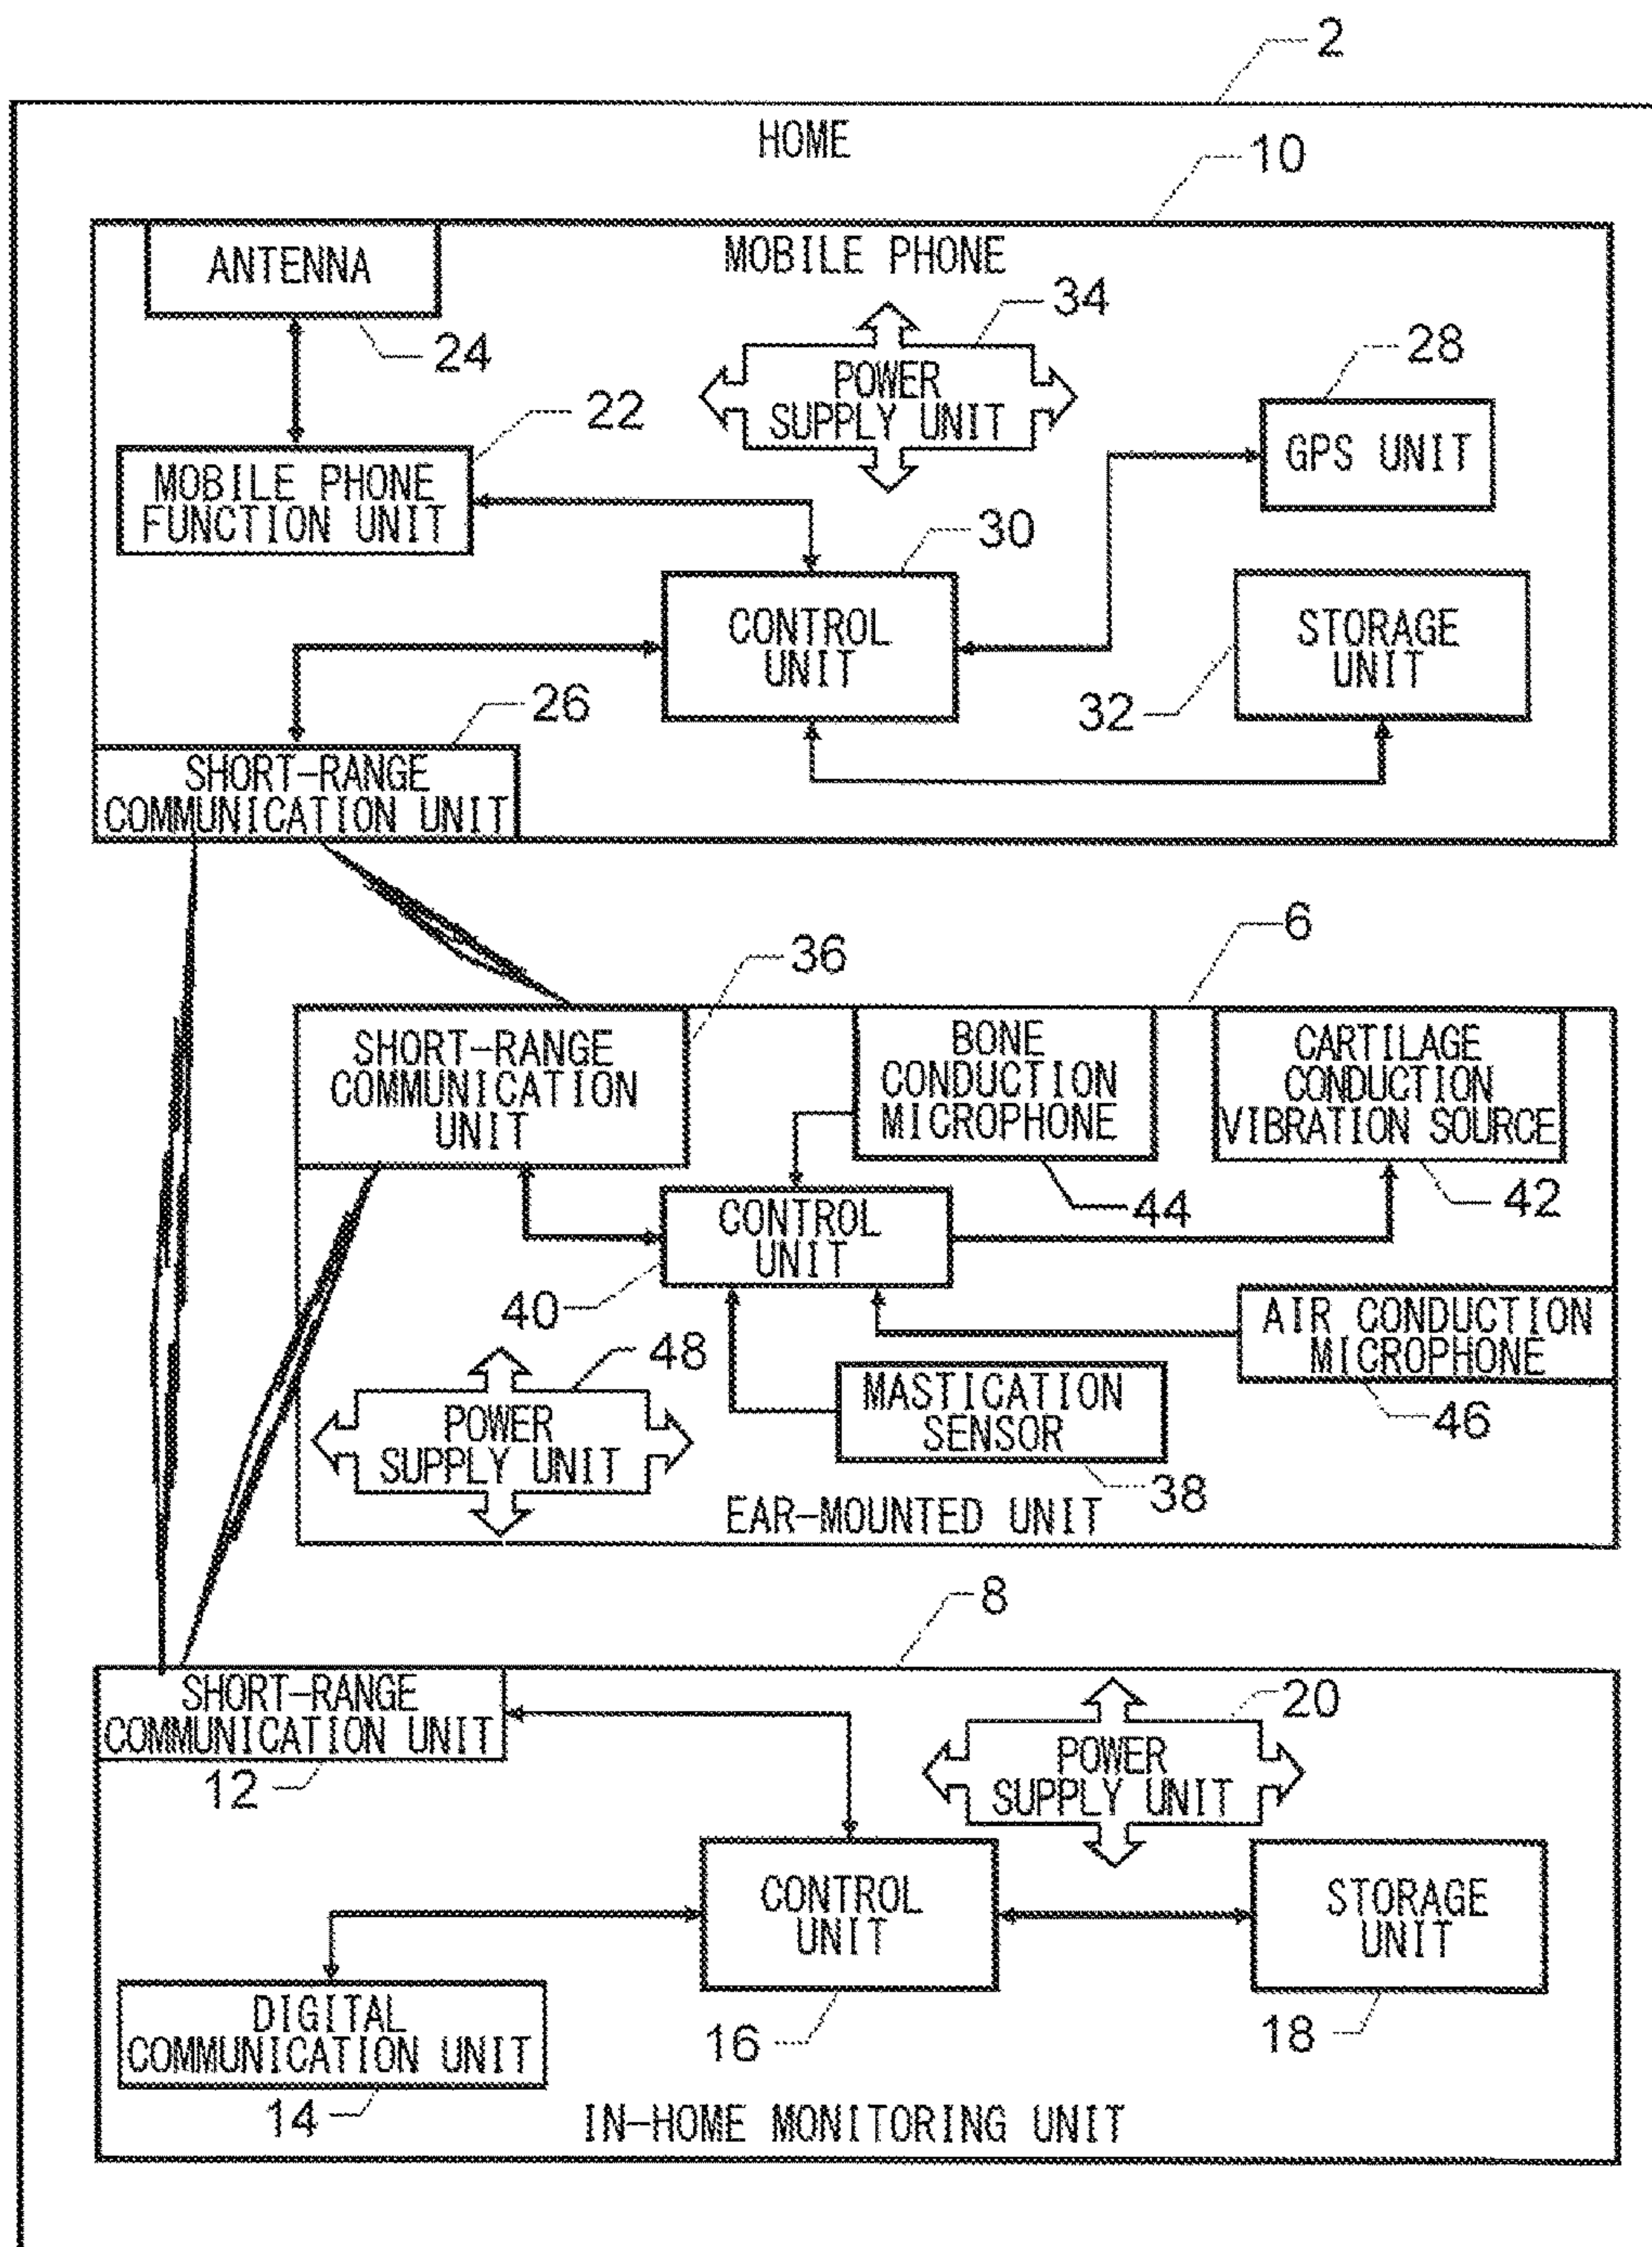 2
HOME
10
ANTENNA
MOBILE PHONE
24
34
POWER
SUPPLY UNIT
28
GPS UNIT
22
MOBILE PHONE
FUNCTION UNIT
30
CONTROL
UNIT
STORAGE
UNIT
32
26
SHORT-RANGE
COMMUNICATION UNIT
6
36
SHORT-RANGE
COMMUNICATION
UNIT
BONE
CONDUCTION
MICROPHONE
CARTILAGE
CONDUCTION
VIBRATION SOURCE
44
42
CONTROL
UNIT
40
AIR CONDUCTION
MICROPHONE
46
48
POWER
SUPPLY UNIT
MASTICATION
SENSOR
38
EAR-MOUNTED UNIT
8
SHORT-RANGE
COMMUNICATION UNIT
12
20
POWER
SUPPLY UNIT
CONTROL
UNIT
16
STORAGE
UNIT
18
DIGITAL
COMMUNICATION UNIT
14
IN-HOME MONITORING UNIT